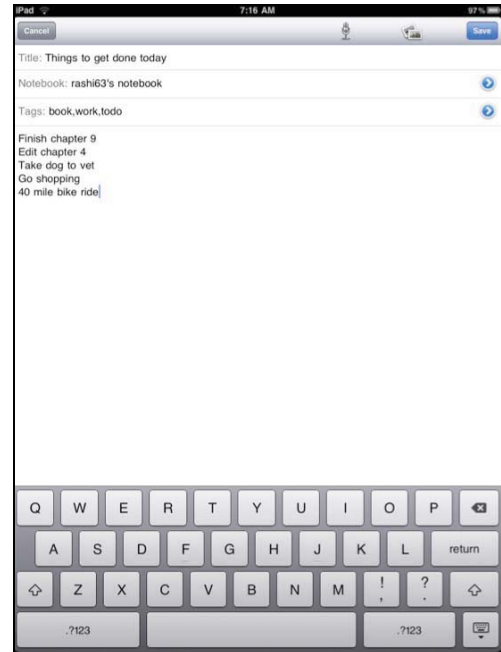 iPad 7:16 AM 97%
Cancel Save
Title: Things to get done today
Notebook: rashi63's notebook
Tags: book,work,todo
Finish chapter 9
Edit chapter 4
Take dog to vet
Go shopping
40 mile bike ride
Q W E R T Y U I O P
A S D F G H J K L return
Z X C V B N M ! , ? .
.?123 .?123